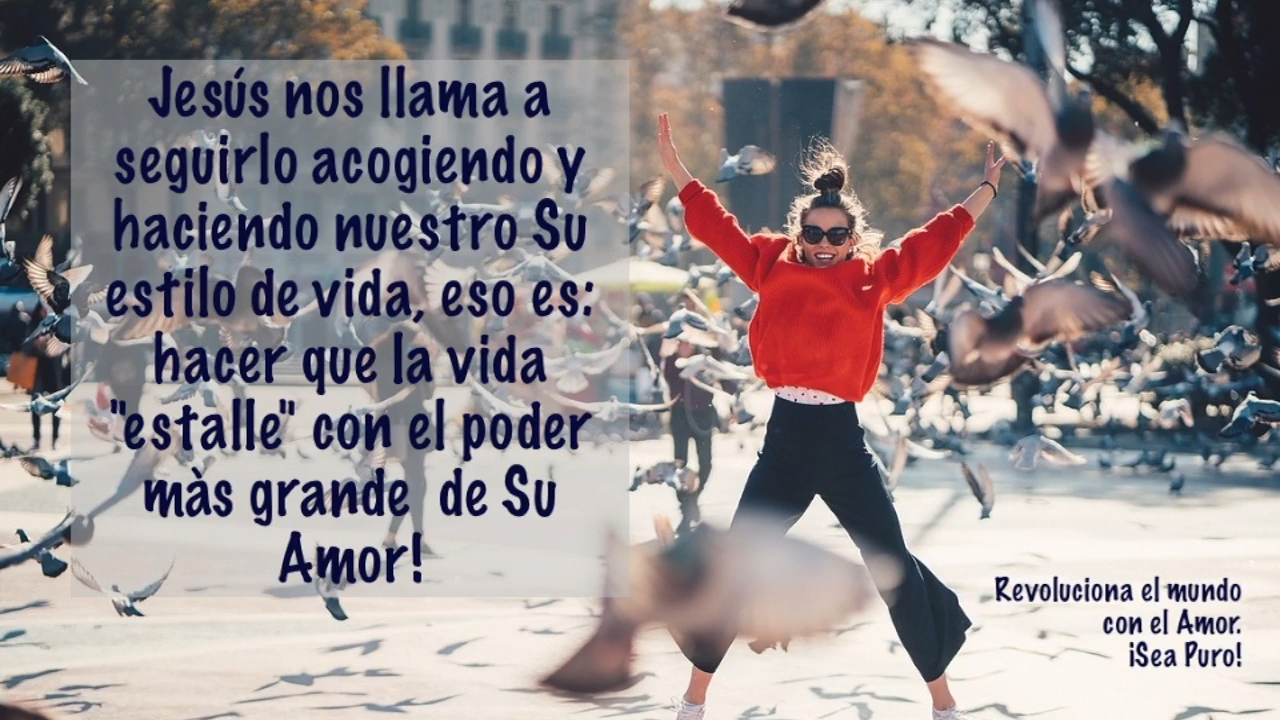 Jesús nos llama a
seguirlo acogiendo y
haciendo nuestro Su
estilo de vida, eso es:
hacer que la vida
"estalle" con el poder
màs grande de Su
Amor!
Revoluciona el mundo
con el Amor.
¡Sea Puro!